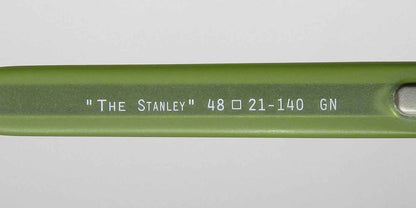 "The Stanley" 48 □ 21-140 GN